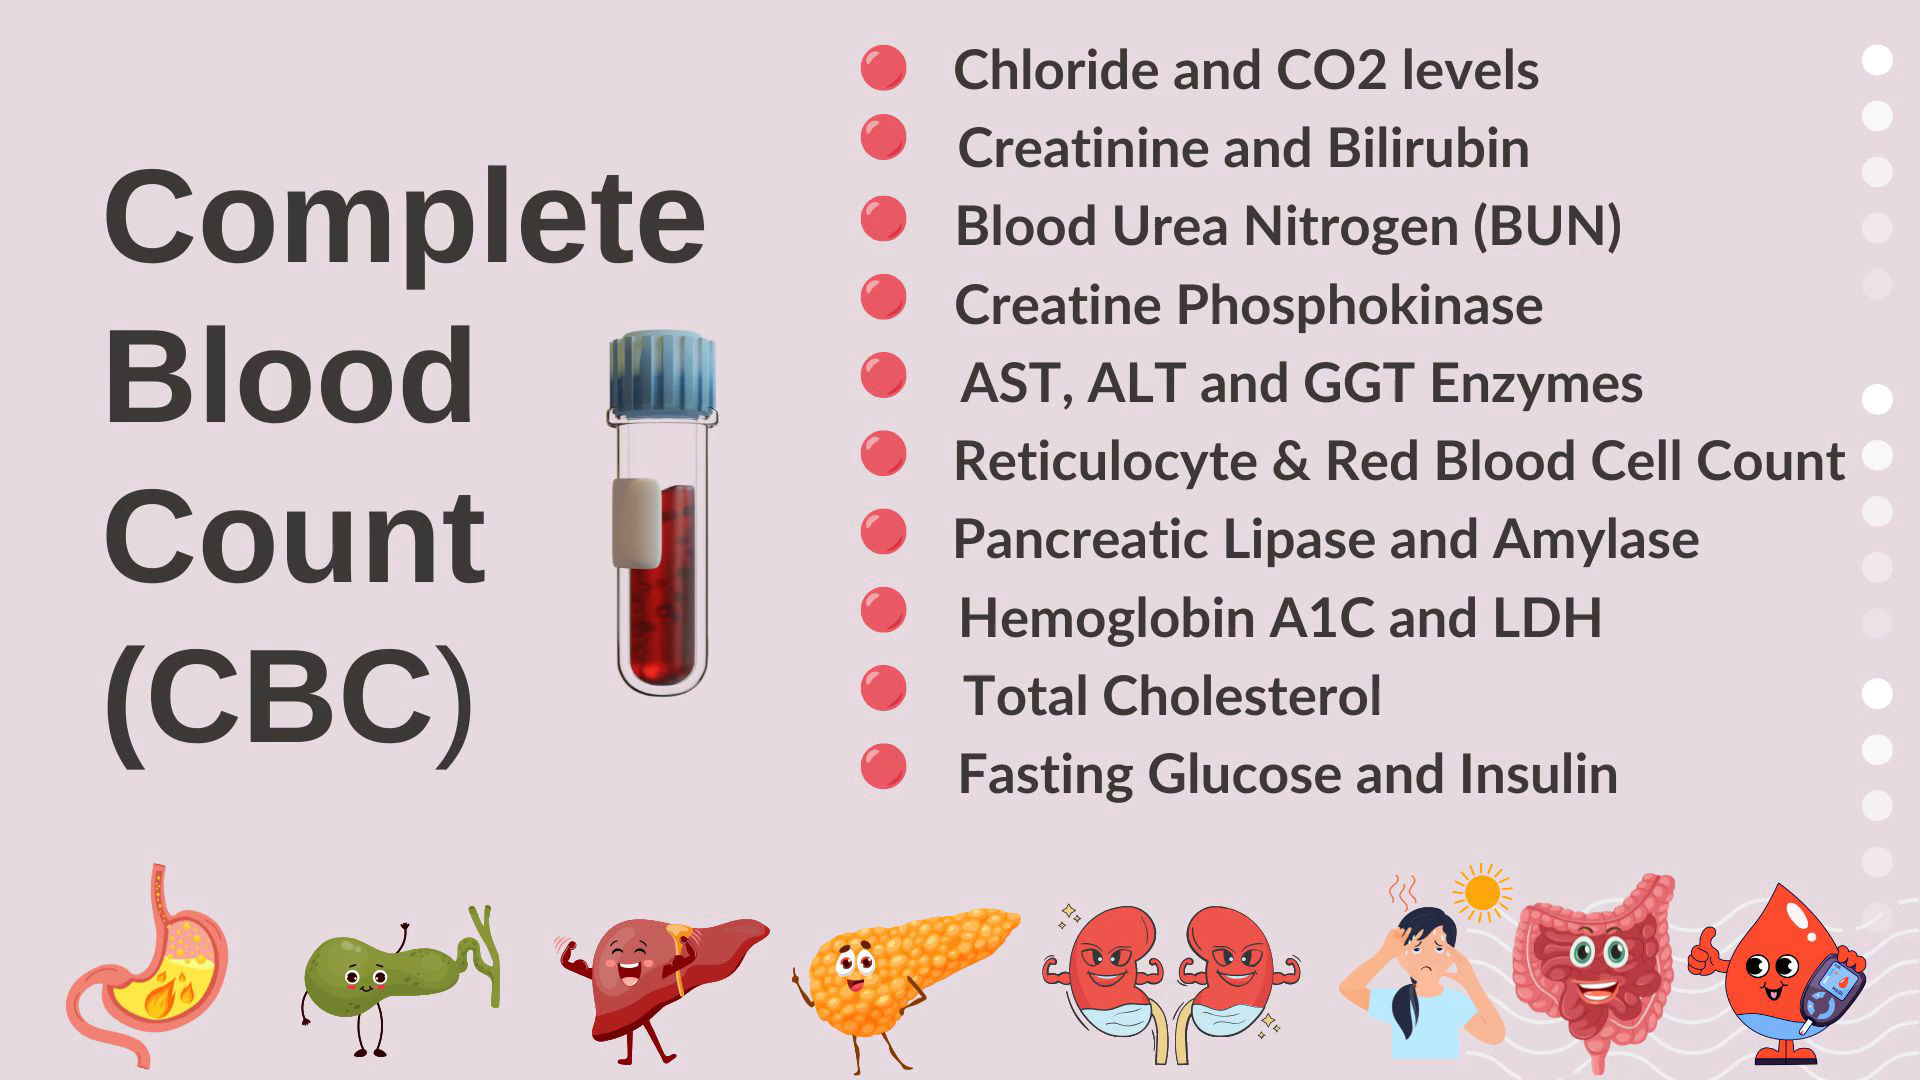 Complete
Blood
Count
(CBC)
Chloride and CO2 levels
Creatinine and Bilirubin
Blood Urea Nitrogen (BUN)
Creatine Phosphokinase
AST, ALT and GGT Enzymes
Reticulocyte & Red Blood Cell Count
Pancreatic Lipase and Amylase
Hemoglobin A1C and LDH
Total Cholesterol
Fasting Glucose and Insulin